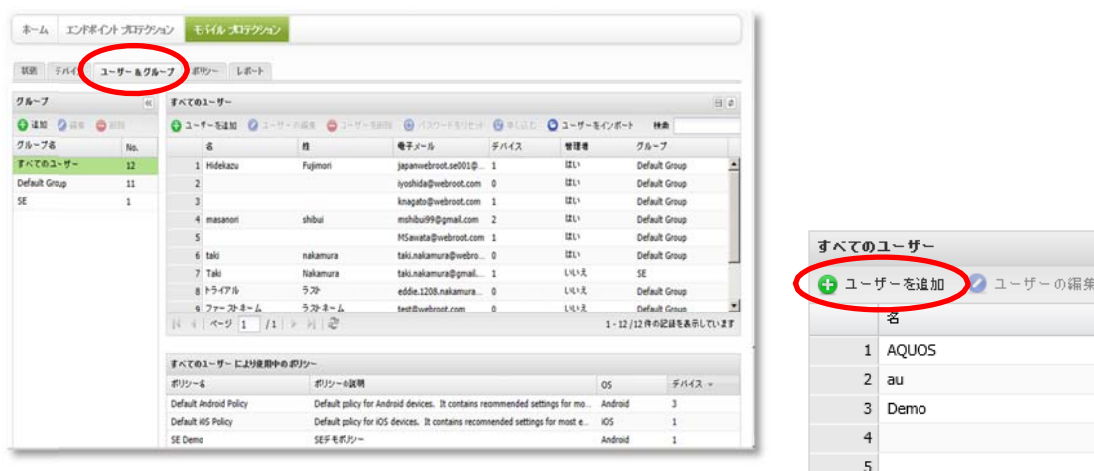 ホーム エンドポイント プロテクション モバイル プロテクション
状態 デバイス ユーザー & グループ ポリシー レポート
グループ すべてのユーザー
追加 編集 削除 ユーザーを追加 ユーザーの編集 ユーザーを削除 パスワードをリセット 申し込む ユーザーをインポート 検索
グループ名 No. 名 姓 電子メール デバイス 管理者 グループ
すべてのユーザー 12 1 Hidekazu Fujimori japanwebroot.se001@... 1 はい Default Group
Default Group 11 2 iyoshida@webroot.com 0 はい Default Group
SE 1 3 knagato@webroot.com 1 はい Default Group
4 masanori shibui mshibui99@gmail.com 2 はい Default Group
5 MSawata@webroot.com 1 はい Default Group
6 taki nakamura taki.nakamura@webro... 0 はい Default Group
7 Taki Nakamura taki.nakamura@gmail... 1 いいえ SE
8 トライアル ラスト eddie.1208.nakamura... 0 いいえ Default Group
9 ファーストネーム ラストネーム test@webroot.com 0 いいえ Default Group
ページ 1 /1 1 - 12 /12 件の記録を表示しています
すべてのユーザー により使用中のポリシー
ポリシー名 ポリシーの説明 OS デバイス
Default Android Policy Default policy for Android devices. It contains recommended settings for mo... Android 3
Default iOS Policy Default policy for iOS devices. It contains recommended settings for most e... iOS 1
SE Demo SEデモポリシー Android 1
すべてのユーザー
ユーザーを追加 ユーザーの編集
名
1 AQUOS
2 au
3 Demo
4
5